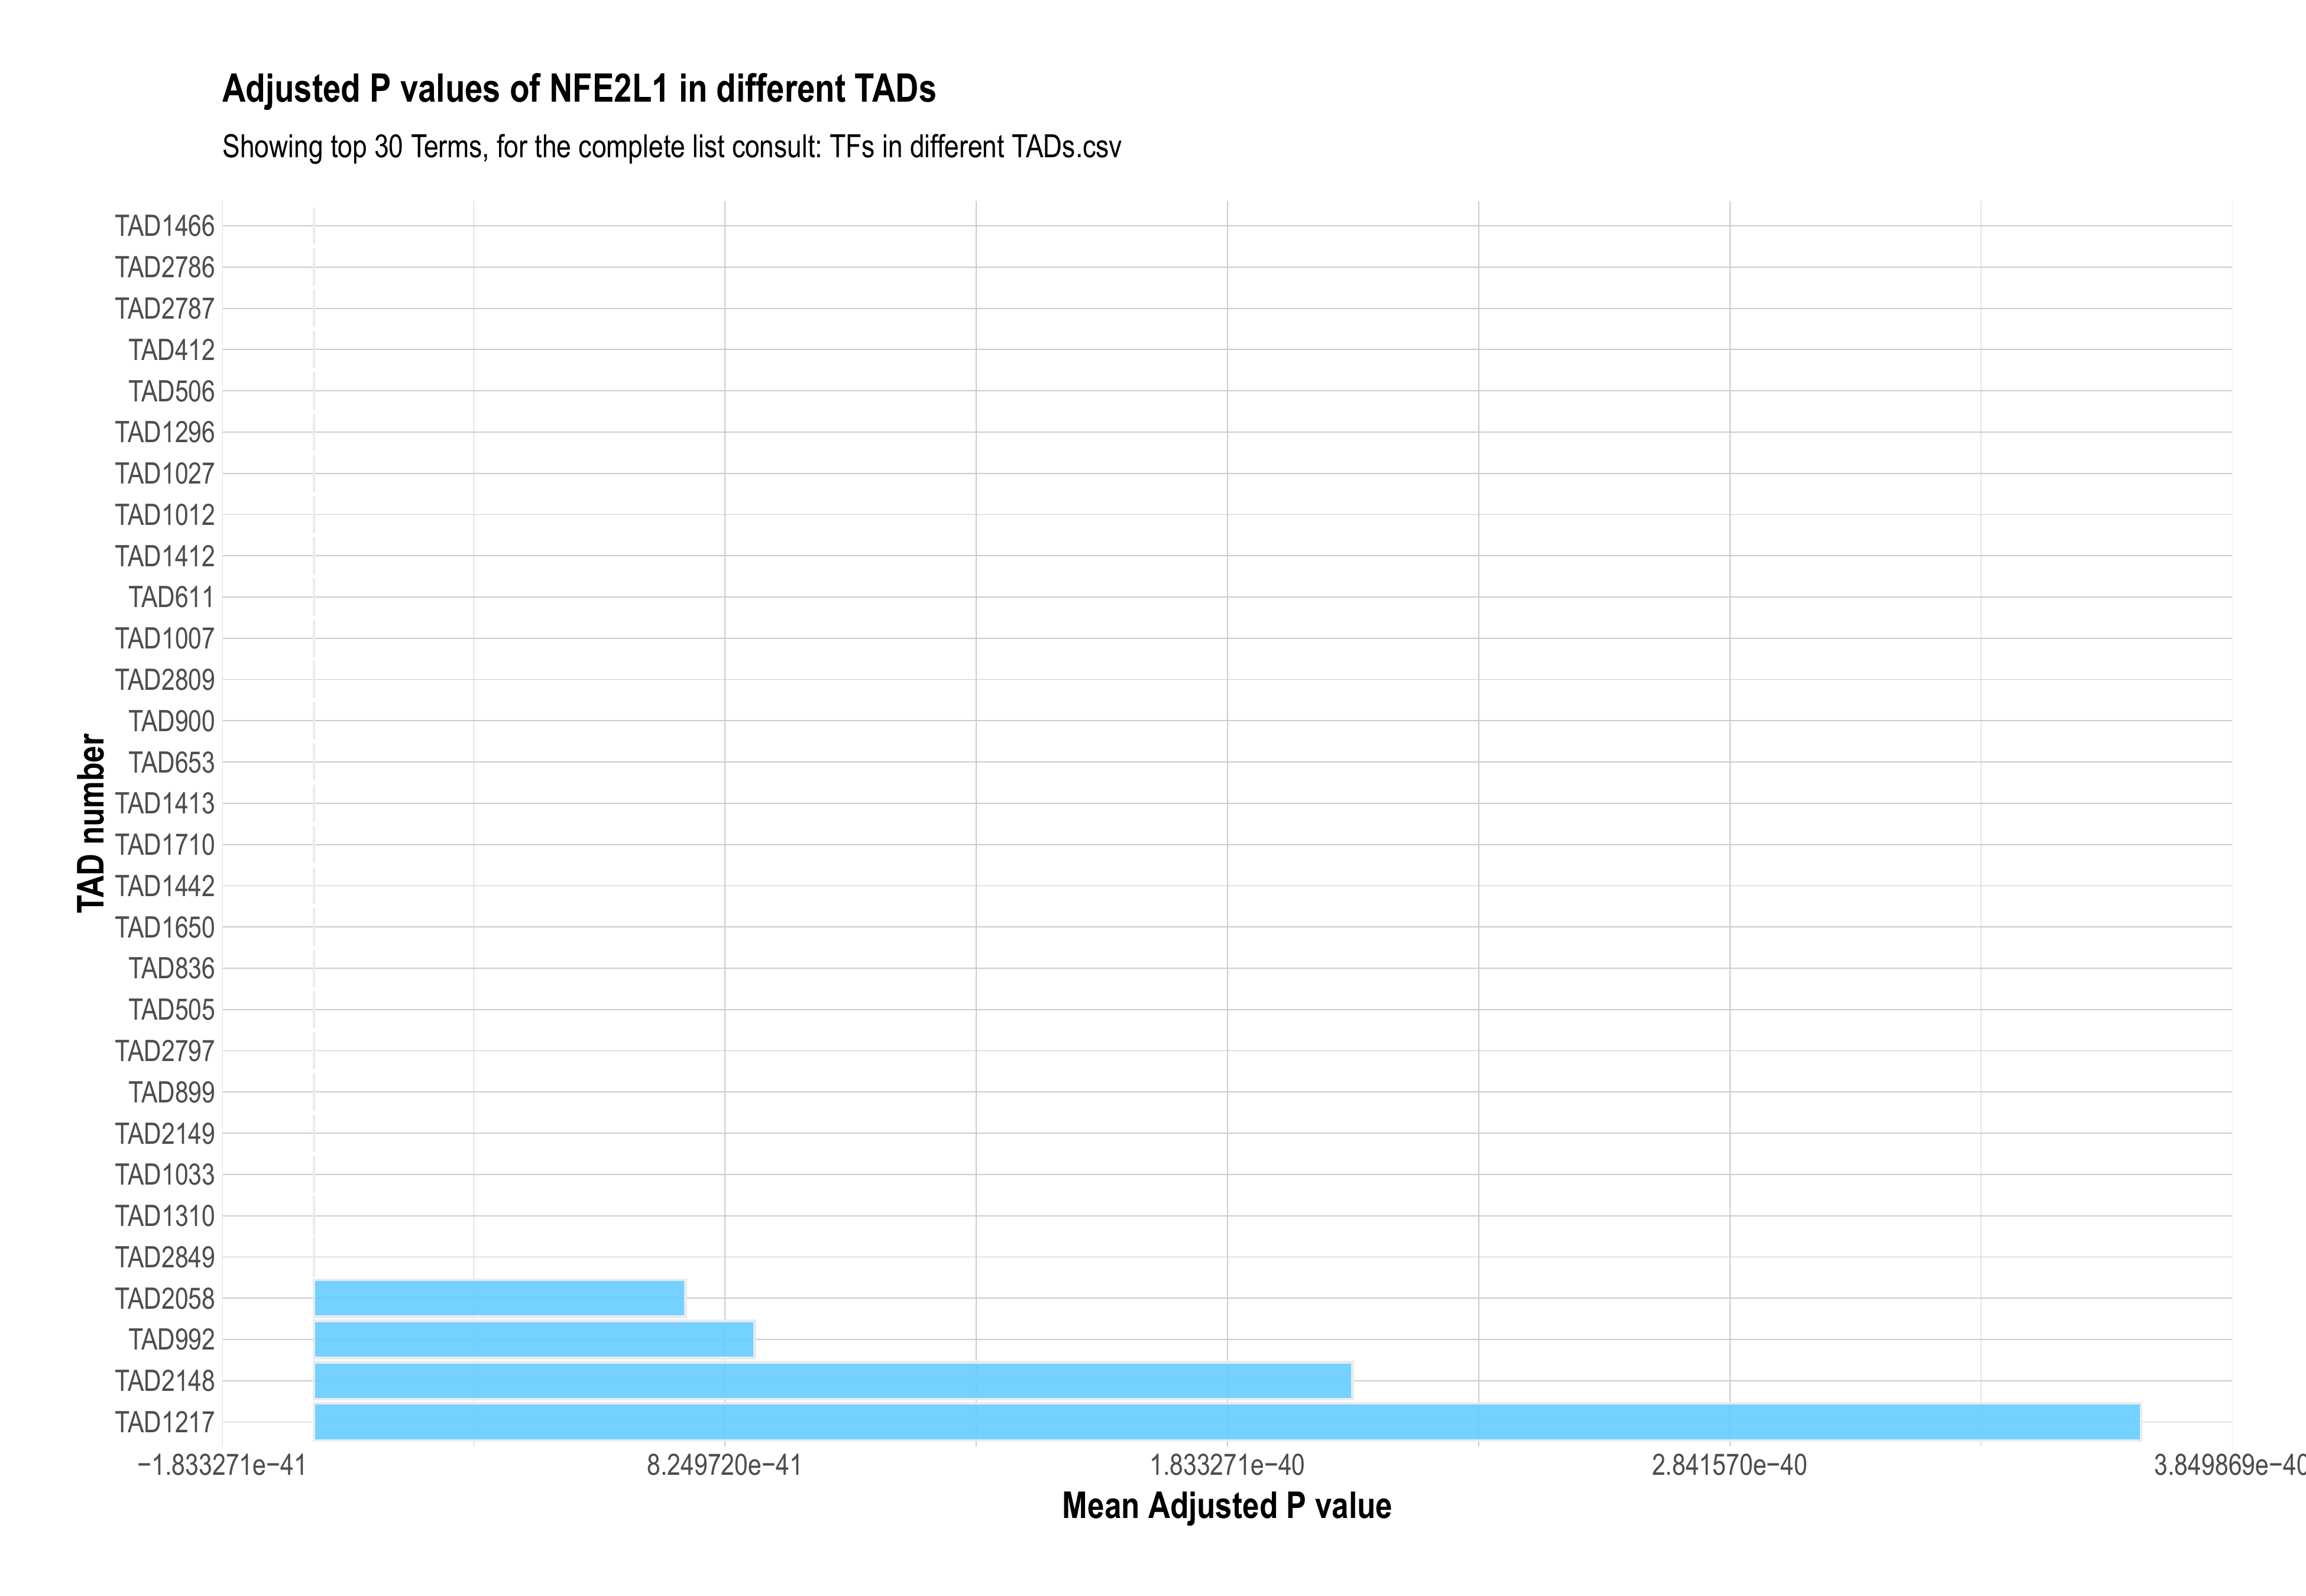 Adjusted P values of NFE2L1 in different TADs
Showing top 30 Terms, for the complete list consult: TFs in different TADs.csv
TAD number
TAD1466
TAD2786
TAD2787
TAD412
TAD506
TAD1296
TAD1027
TAD1012
TAD1412
TAD611
TAD1007
TAD2809
TAD900
TAD653
TAD1413
TAD1710
TAD1442
TAD1650
TAD836
TAD505
TAD2797
TAD899
TAD2149
TAD1033
TAD1310
TAD2849
TAD2058
TAD992
TAD2148
TAD1217
−1.833271e−41 8.249720e−41 1.833271e−40 2.841570e−40 3.849869e−40
Mean Adjusted P value